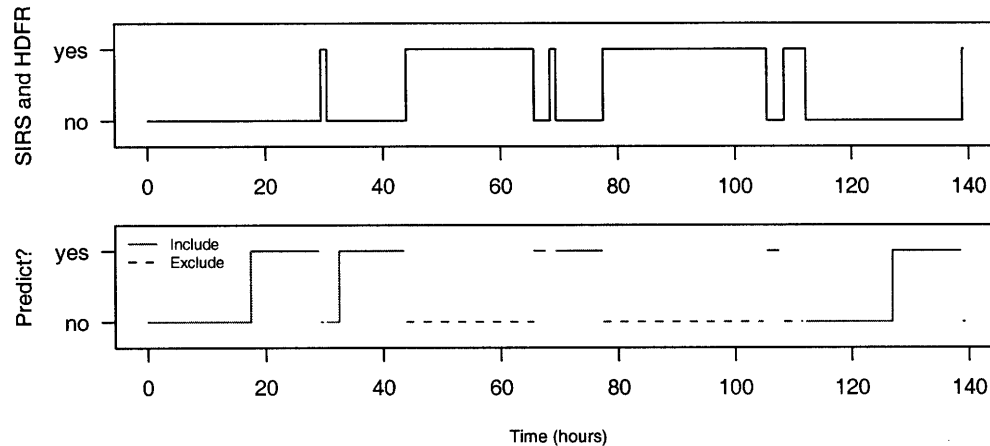 SIRS and HDFR
yes
no
0 20 40 60 80 100 120 140
Predict?
yes
no
Include
Exclude
0 20 40 60 80 100 120 140
Time (hours)